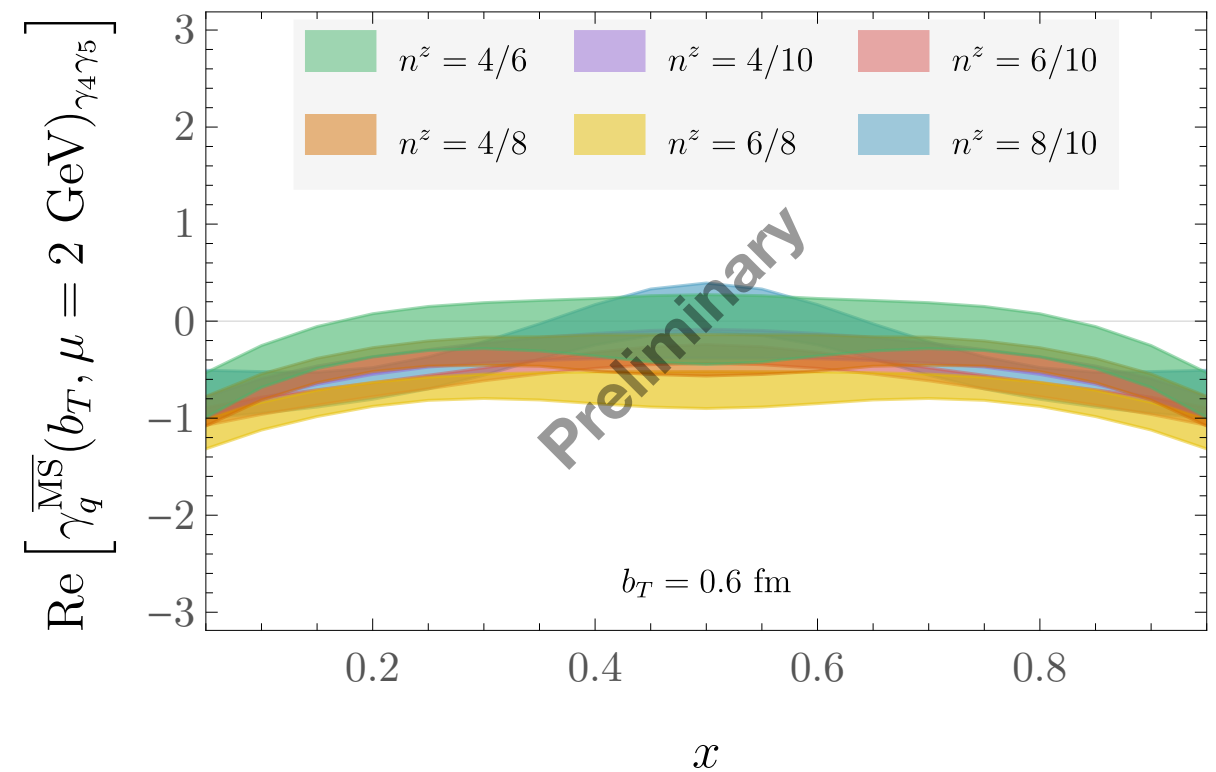 Re [γ_q^{\overline{MS}}(b_T, μ = 2 GeV)_{γ_4γ_5}]
3
2
1
0
−1
−2
−3
n^z = 4/6
n^z = 4/10
n^z = 6/10
n^z = 4/8
n^z = 6/8
n^z = 8/10
Preliminary
b_T = 0.6 fm
0.2
0.4
0.6
0.8
x